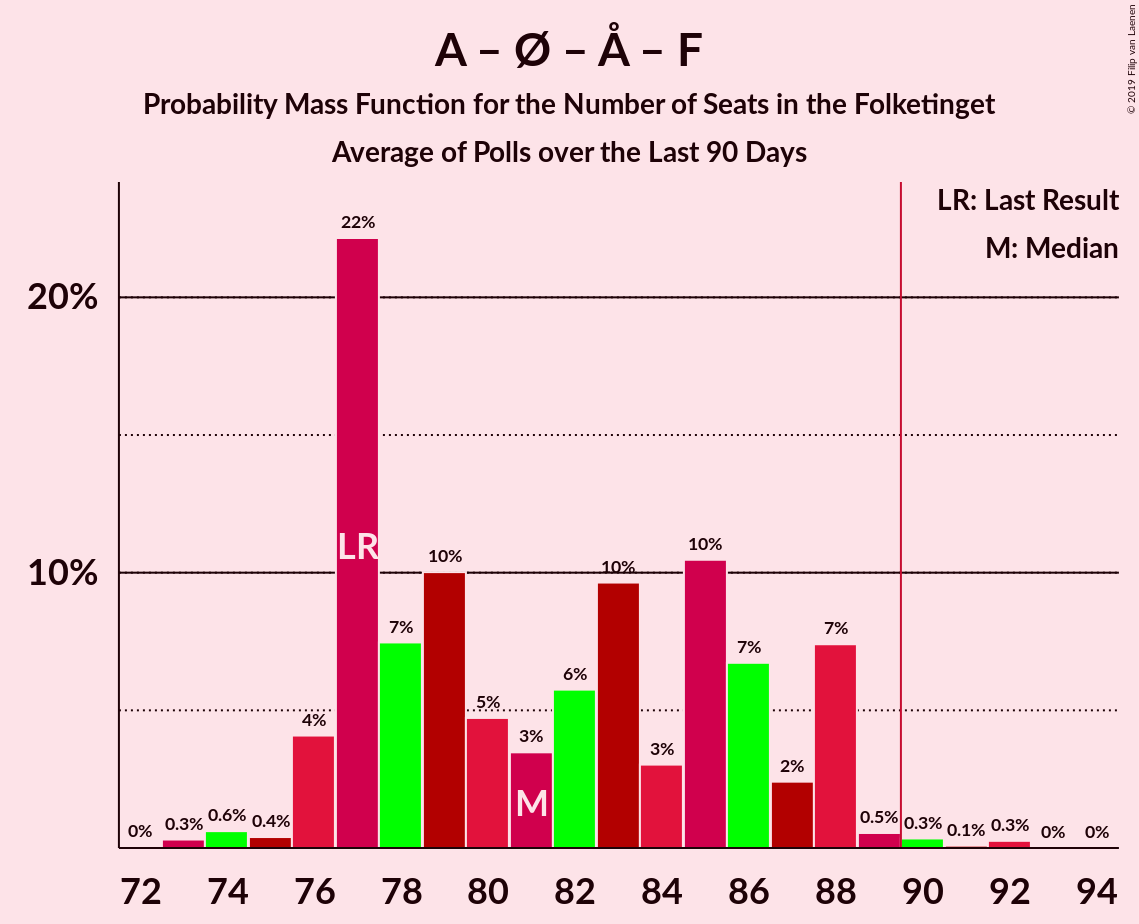 A – Ø – Å – F
Probability Mass Function for the Number of Seats in the Folketinget
Average of Polls over the Last 90 Days
© 2019 Filip van Laenen
LR: Last Result
M: Median
20%
10%
0%
0.3%
0.6%
0.4%
4%
22%
7%
10%
5%
3%
6%
10%
3%
10%
7%
2%
7%
0.5%
0.3%
0.1%
0.3%
0%
0%
LR
M
72 74 76 78 80 82 84 86 88 90 92 94